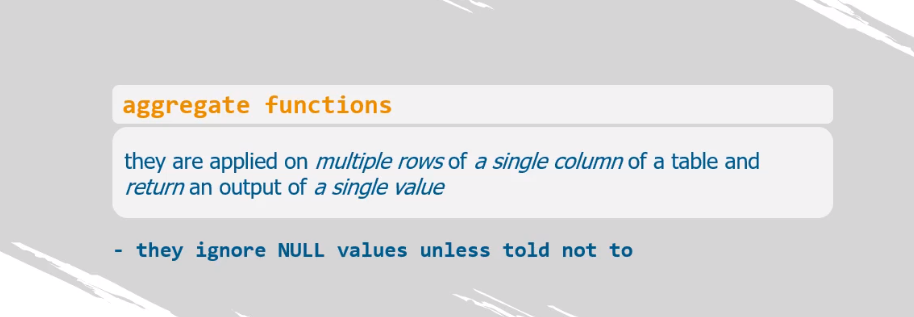 aggregate functions
they are applied on multiple rows of a single column of a table and
return an output of a single value
- they ignore NULL values unless told not to